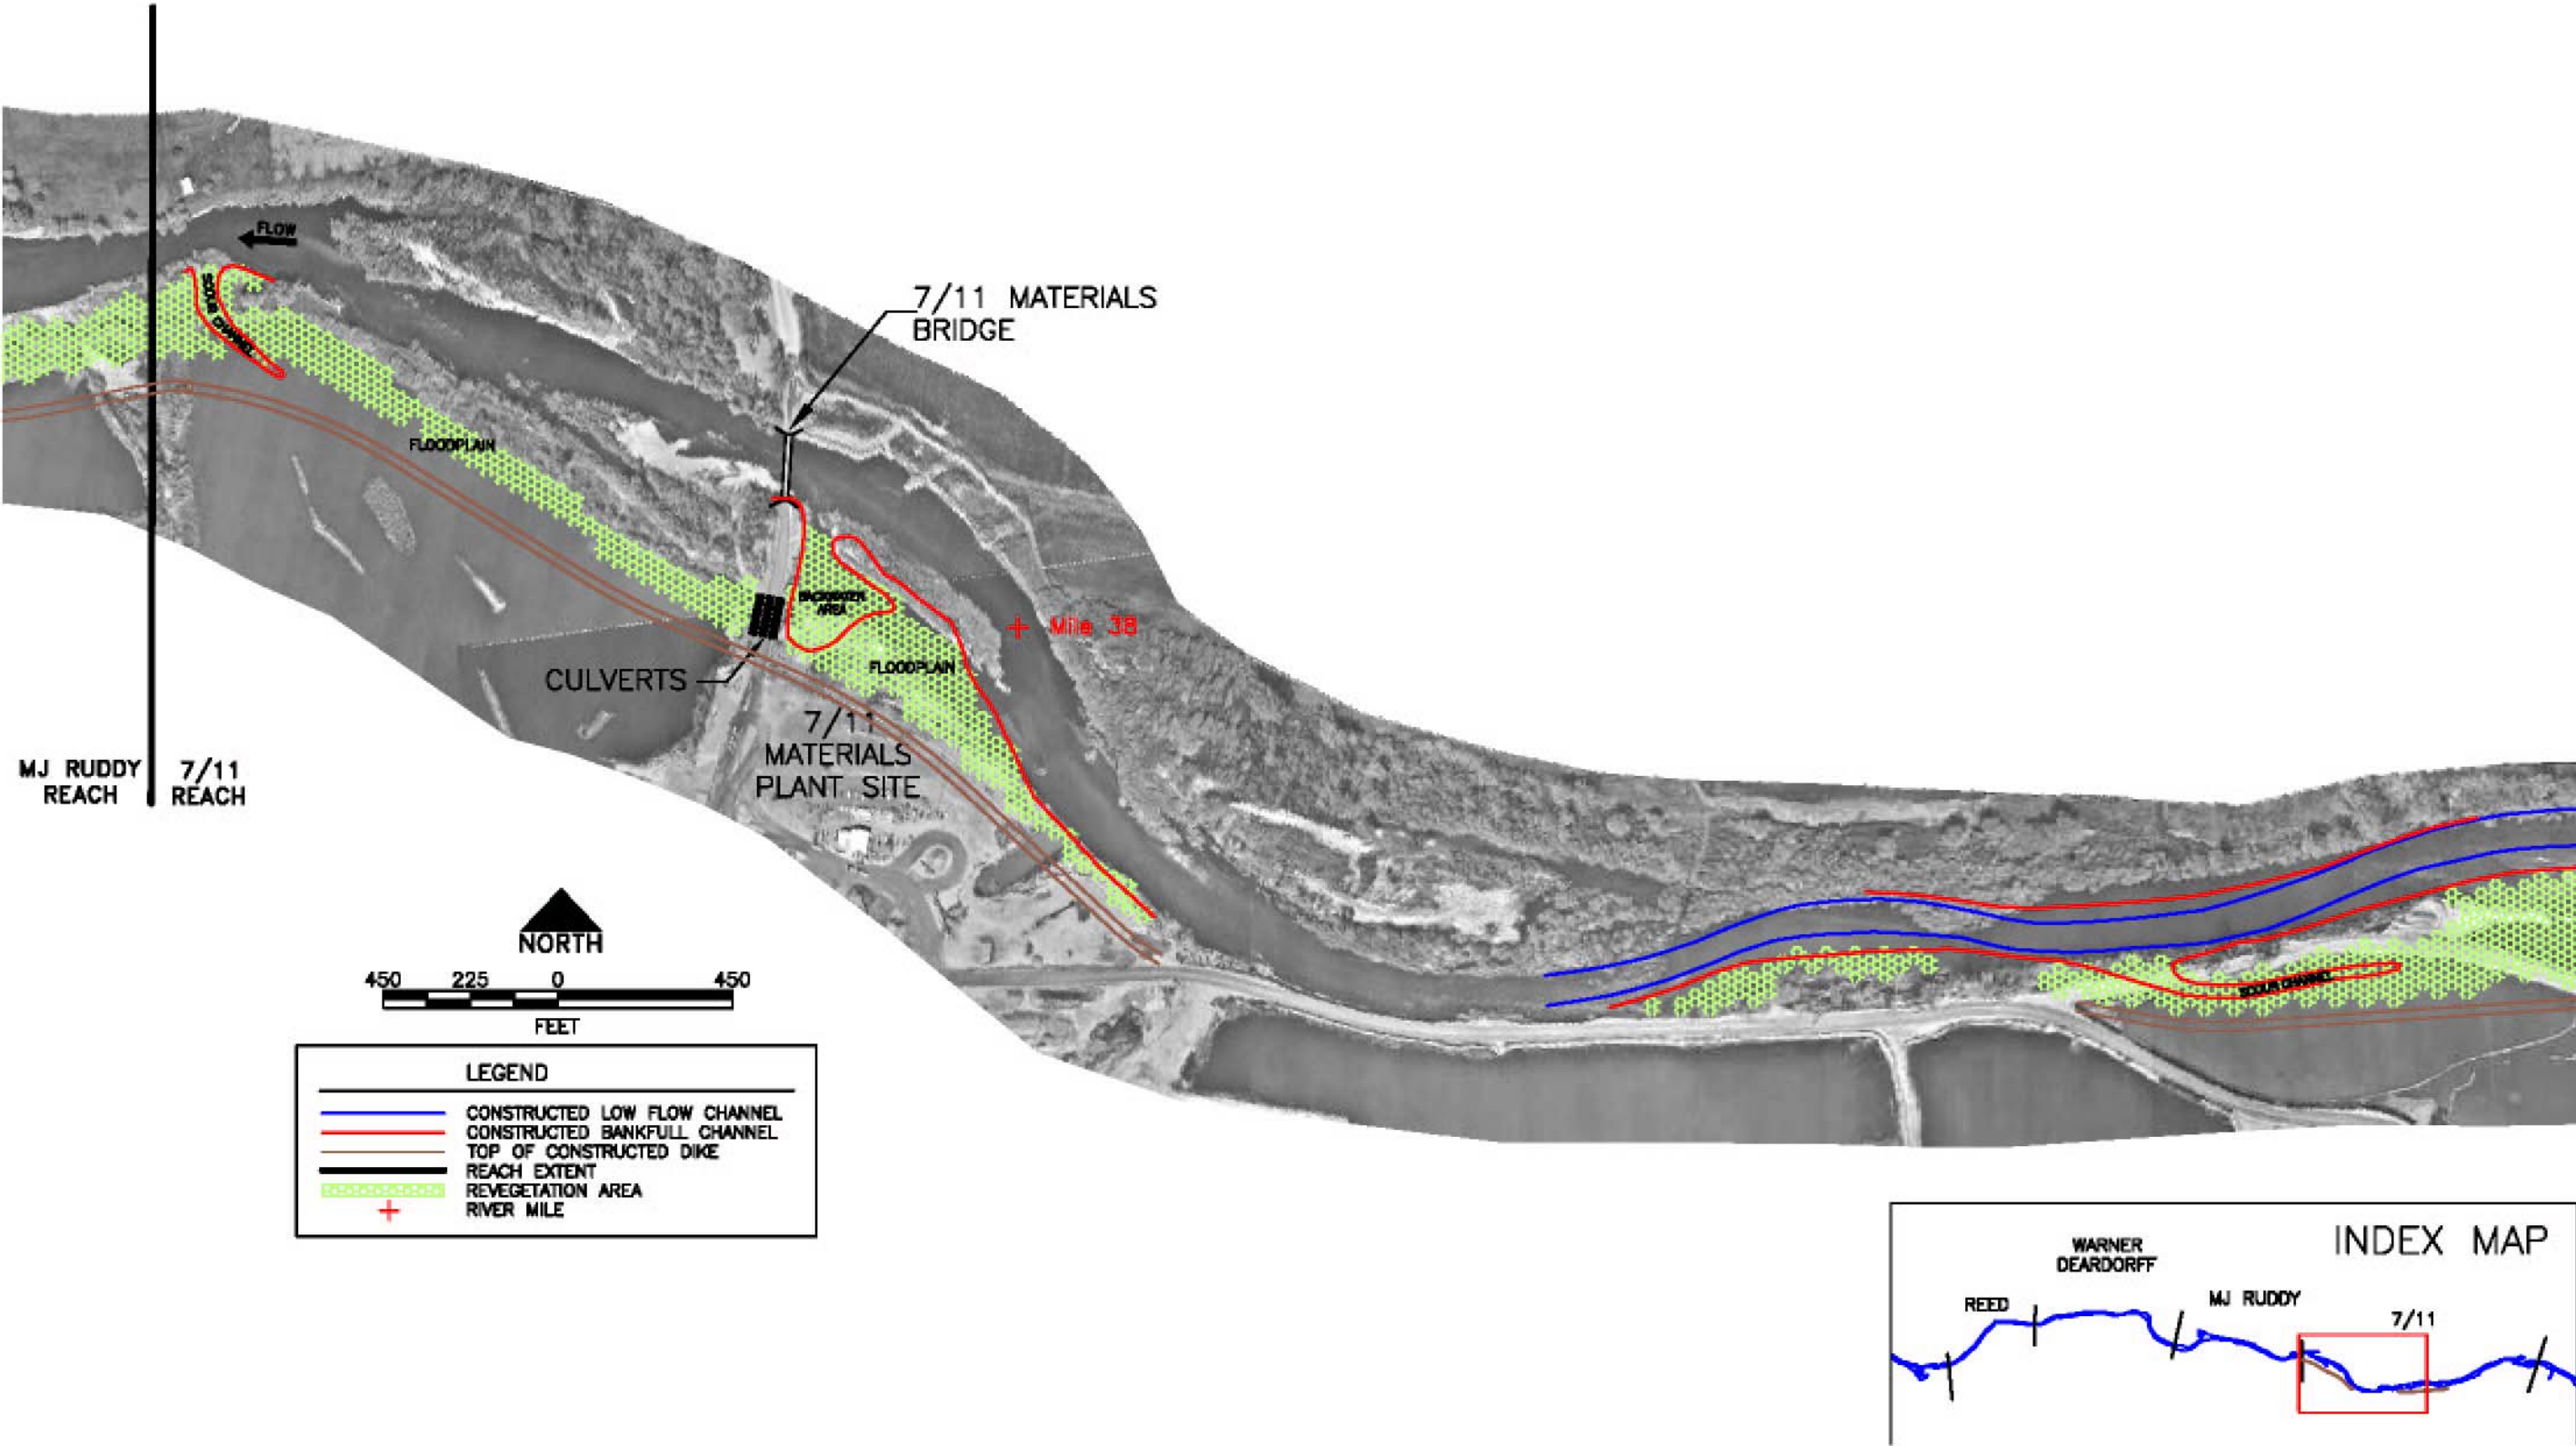 FLOW
SCOUR CHANNEL
7/11 MATERIALS
BRIDGE
FLOODPLAIN
BACKWATER
AREA
Mile 38
FLOODPLAIN
CULVERTS
7/11
MATERIALS
PLANT SITE
MJ RUDDY
REACH
7/11
REACH
SCOUR CHANNEL
NORTH
450 225 0 450
FEET
LEGEND
CONSTRUCTED LOW FLOW CHANNEL
CONSTRUCTED BANKFULL CHANNEL
TOP OF CONSTRUCTED DIKE
REACH EXTENT
REVEGETATION AREA
RIVER MILE
INDEX MAP
WARNER
DEARDORFF
REED
MJ RUDDY
7/11